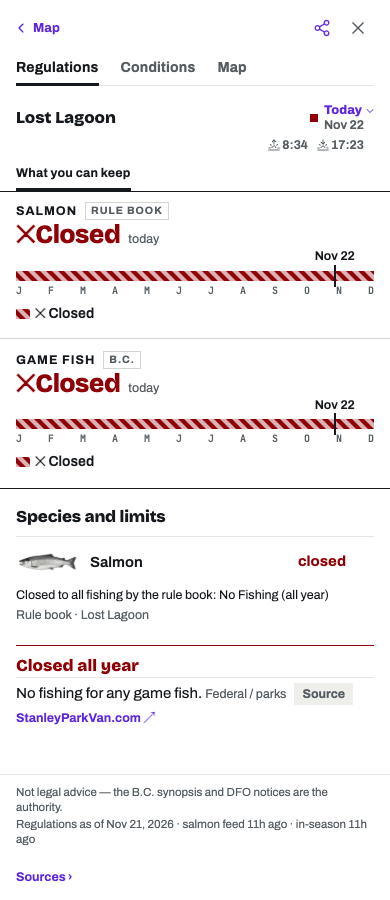 Map
Regulations Conditions Map
Lost Lagoon
Today
Nov 22
8:34 17:23
What you can keep
SALMON RULE BOOK
Closed today
Nov 22
J F M A M J J A S O N D
Closed
GAME FISH B.C.
Closed today
Nov 22
J F M A M J J A S O N D
Closed
Species and limits
Salmon closed
Closed to all fishing by the rule book: No Fishing (all year)
Rule book · Lost Lagoon
Closed all year
No fishing for any game fish. Federal / parks Source
StanleyParkVan.com ↗
Not legal advice — the B.C. synopsis and DFO notices are the
authority.
Regulations as of Nov 21, 2026 · salmon feed 11h ago · in-season 11h
ago
Sources ›